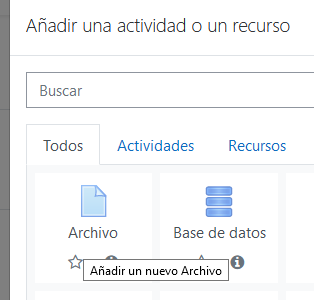 Añadir una actividad o un recurso
Buscar
Todos
Actividades
Recursos
Archivo
Base de datos
Añadir un nuevo Archivo